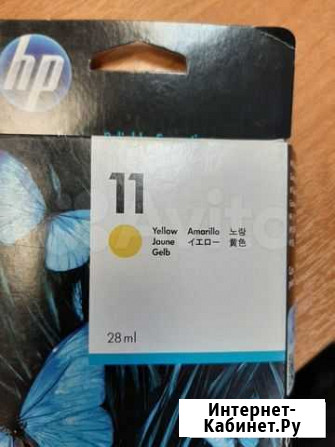 hp
11
Yellow Amarillo 노랑
Jaune イエロー 黄色
Gelb
28 ml
Avito
Интернет-
Кабинет.Ру